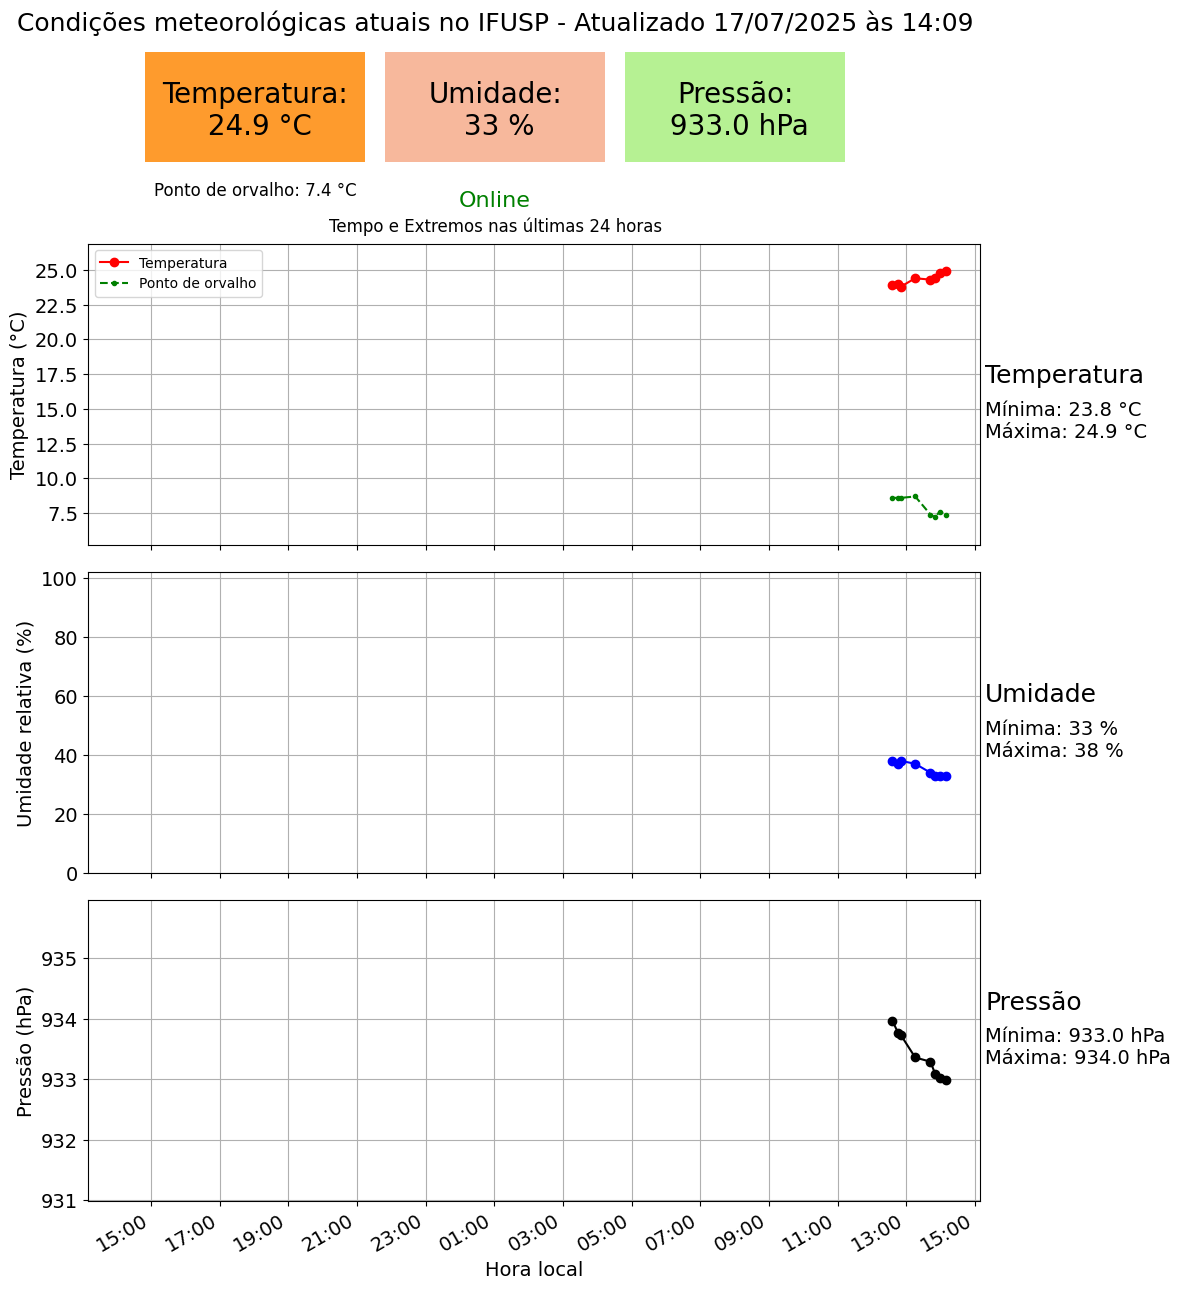 Condições meteorológicas atuais no IFUSP - Atualizado 17/07/2025 às 14:09
Temperatura:
24.9 °C
Umidade:
33 %
Pressão:
933.0 hPa
Ponto de orvalho: 7.4 °C
Online
Tempo e Extremos nas últimas 24 horas
Temperatura
Ponto de orvalho
Temperatura (°C)
25.0
22.5
20.0
17.5
15.0
12.5
10.0
7.5
Temperatura
Mínima: 23.8 °C
Máxima: 24.9 °C
Umidade relativa (%)
100
80
60
40
20
0
Umidade
Mínima: 33 %
Máxima: 38 %
Pressão (hPa)
935
934
933
932
931
Pressão
Mínima: 933.0 hPa
Máxima: 934.0 hPa
15:00
17:00
19:00
21:00
23:00
01:00
03:00
05:00
07:00
09:00
11:00
13:00
15:00
Hora local